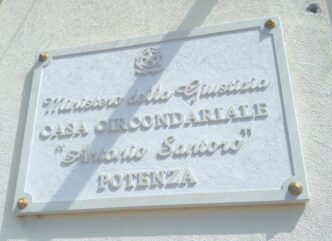 Ministero della Giustizia
CASA CIRCONDARIALE
"Antonio Santoro"
POTENZA